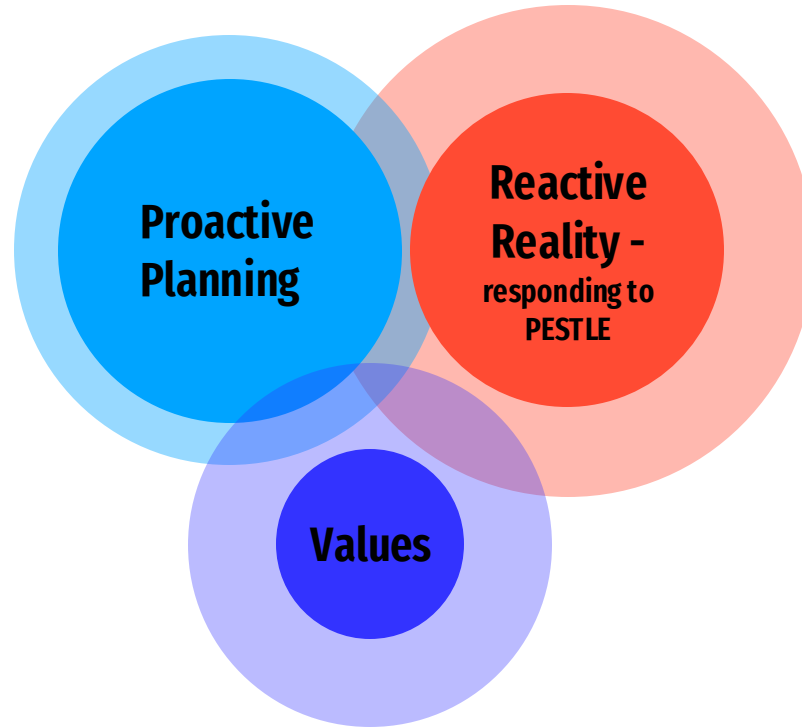 Proactive
Planning
Reactive
Reality -
responding to
PESTLE
Values